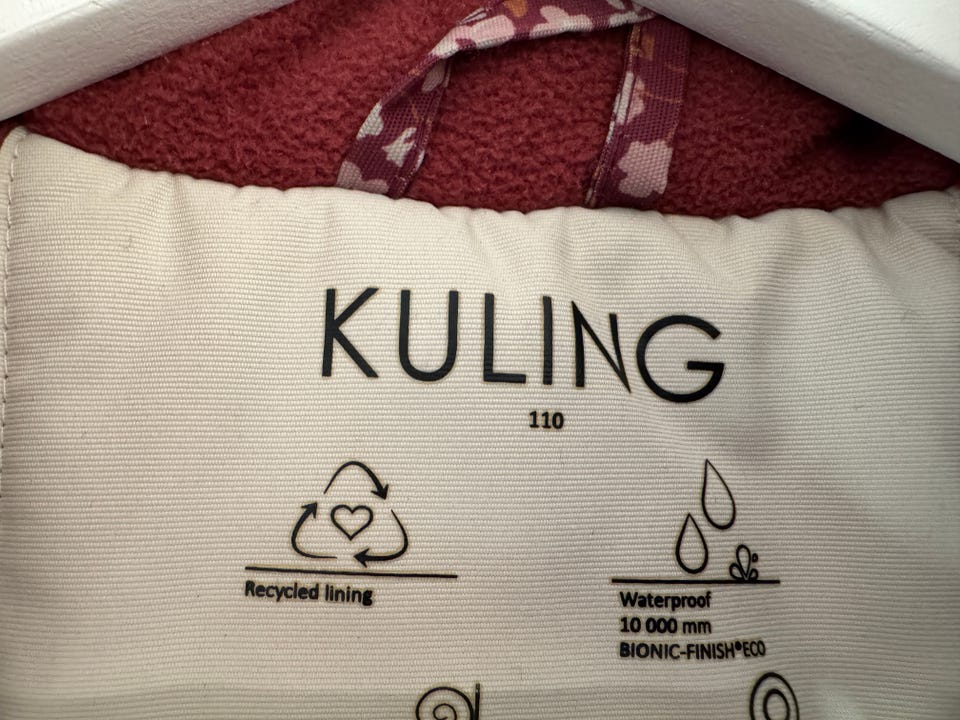 KULING
110
Recycled lining
Waterproof
10 000 mm
BIONIC-FINISH®ECO